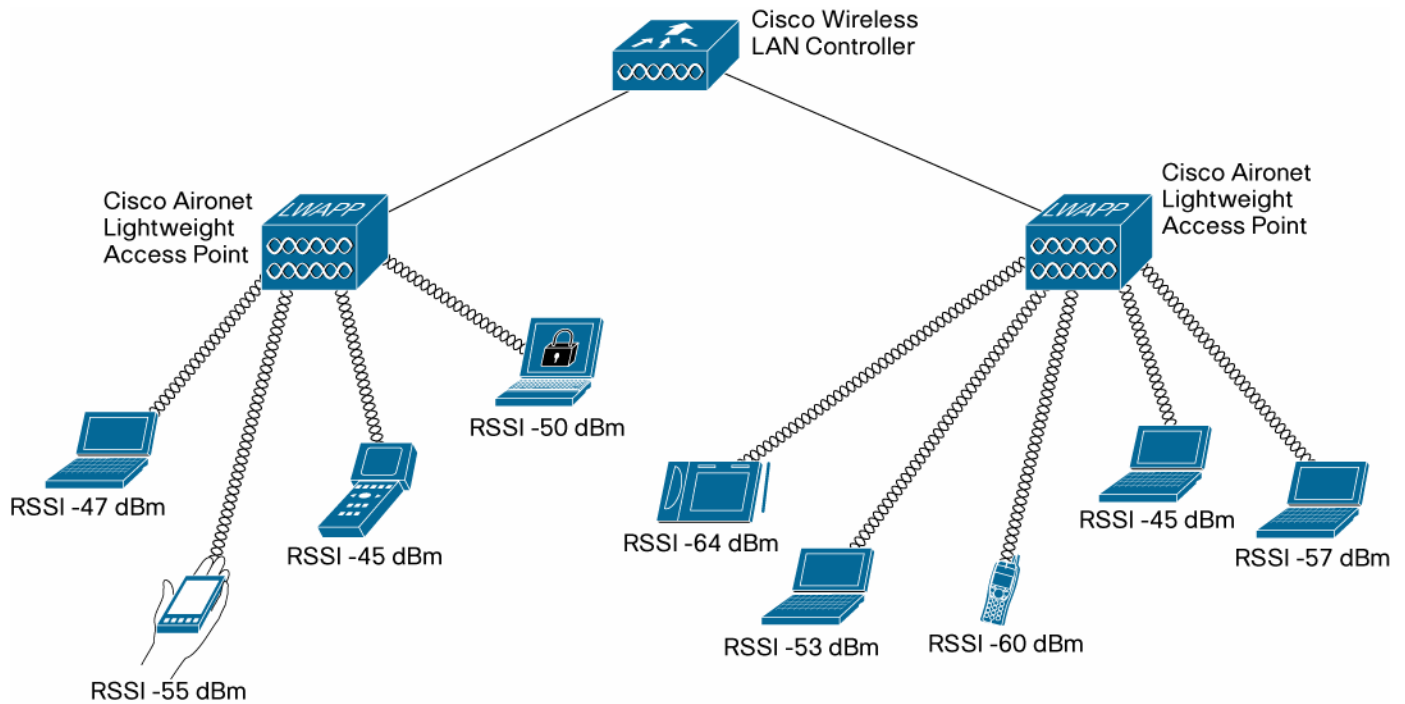 Cisco Wireless
LAN Controller
Cisco Aironet
Lightweight
Access Point
LWAPP
Cisco Aironet
Lightweight
Access Point
LWAPP
RSSI -47 dBm
RSSI -55 dBm
RSSI -45 dBm
RSSI -50 dBm
RSSI -64 dBm
RSSI -53 dBm
RSSI -60 dBm
RSSI -45 dBm
RSSI -57 dBm